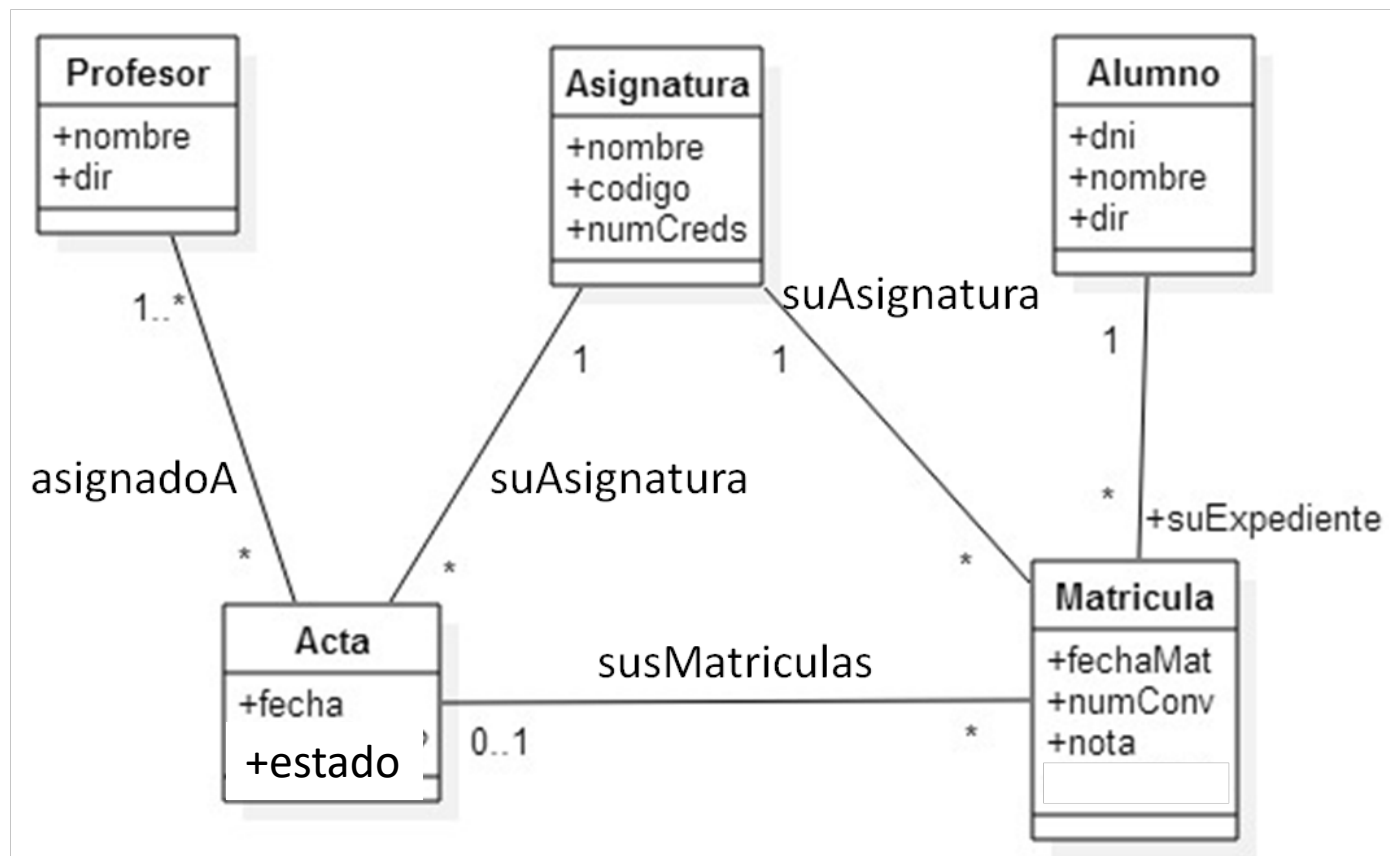 Profesor
+nombre
+dir
Asignatura
+nombre
+codigo
+numCreds
Alumno
+dni
+nombre
+dir
1..*
1
1
suAsignatura
1
asignadoA
suAsignatura
*
*
*
*
+suExpediente
Acta
+fecha
+estado
susMatriculas
0..1
*
Matricula
+fechaMat
+numConv
+nota